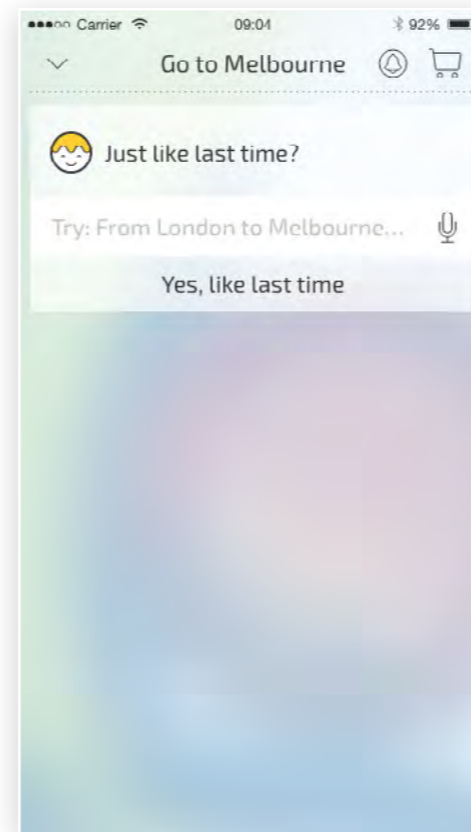 Carrier 09:04 92%
Go to Melbourne
Just like last time?
Try: From London to Melbourne...
Yes, like last time